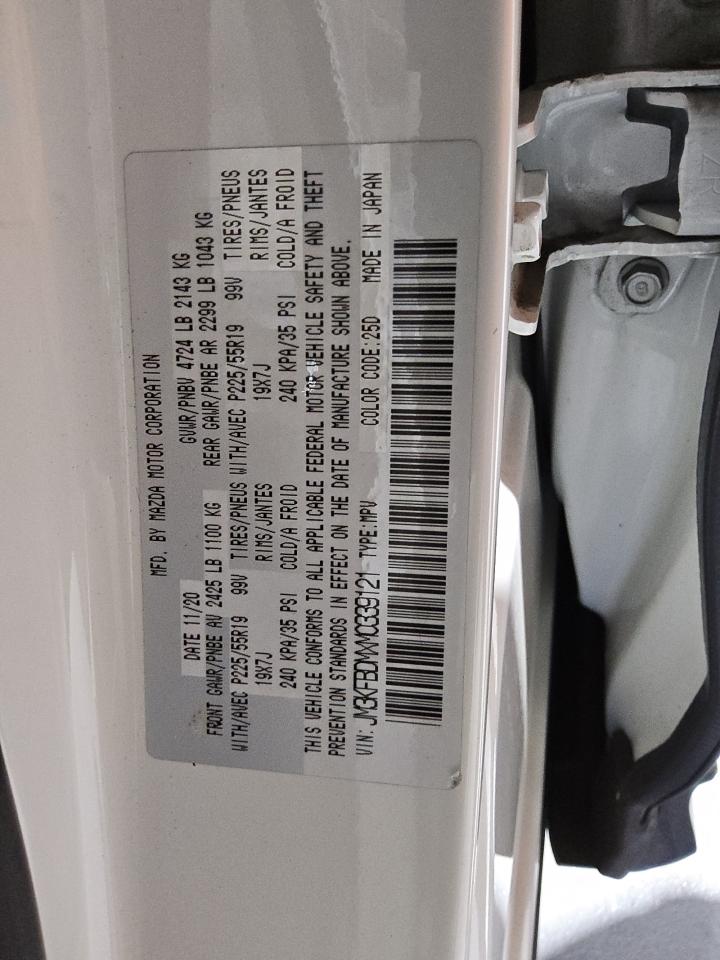 MFD. BY MAZDA MOTOR CORPORATION
DATE 11/20 GVWR/PNBV 4724 LB 2143 KG
FRONT GAWR/PNBE AV 2425 LB 1100 KG REAR GAWR/PNBE AR 2299 LB 1043 KG
WITH/AVEC P225/55R19 99V TIRES/PNEUS WITH/AVEC P225/55R19 99V TIRES/PNEUS
19X7J RIMS/JANTES 19X7J RIMS/JANTES
240 KPA/35 PSI COLD/A FROID 240 KPA/35 PSI COLD/A FROID
THIS VEHICLE CONFORMS TO ALL APPLICABLE FEDERAL MOTOR VEHICLE SAFETY AND THEFT
PREVENTION STANDARDS IN EFFECT ON THE DATE OF MANUFACTURE SHOWN ABOVE.
VIN: JM3KFBDMXM0339121 TYPE:MPV COLOR CODE:25D MADE IN JAPAN